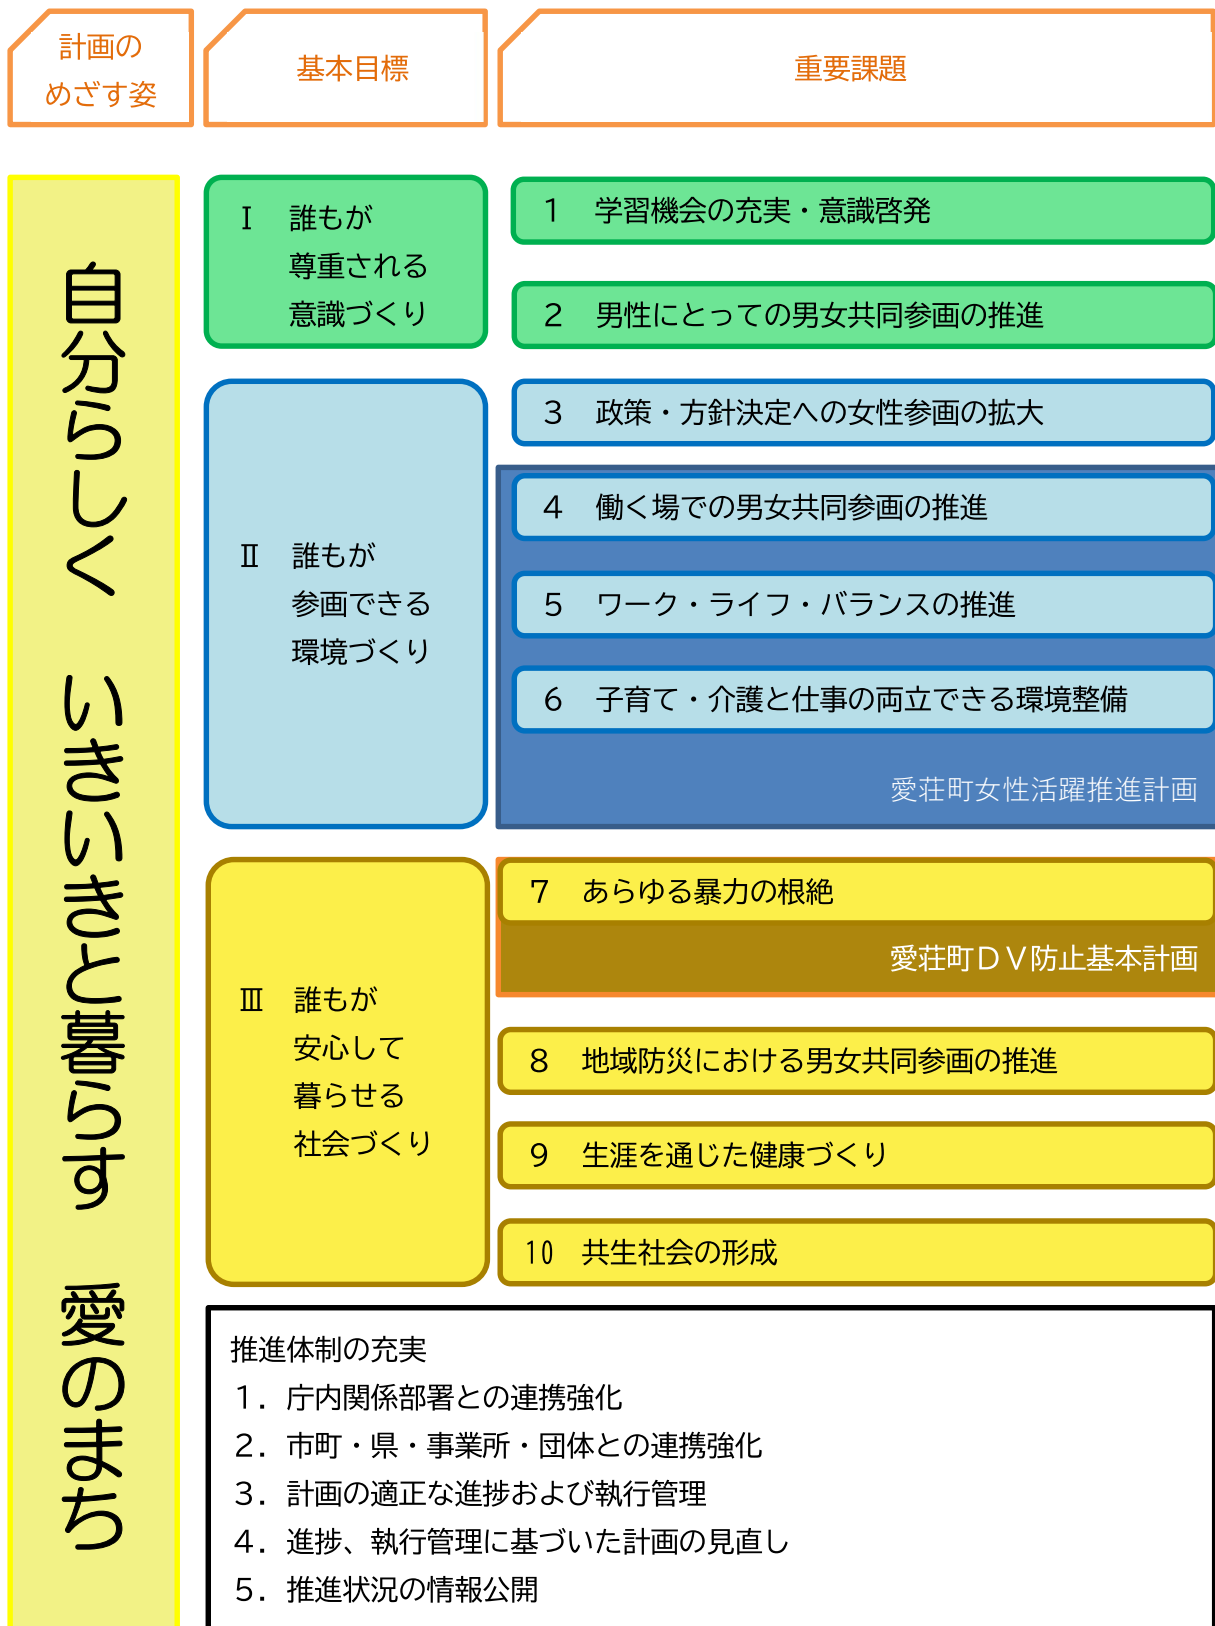 計画の
めざす姿
基本目標
重要課題
自分らしく　いきいきと暮らす　愛のまち
Ⅰ　誰もが
尊重される
意識づくり
１　学習機会の充実・意識啓発
２　男性にとっての男女共同参画の推進
Ⅱ　誰もが
参画できる
環境づくり
３　政策・方針決定への女性参画の拡大
４　働く場での男女共同参画の推進
５　ワーク・ライフ・バランスの推進
６　子育て・介護と仕事の両立できる環境整備
愛荘町女性活躍推進計画
Ⅲ　誰もが
安心して
暮らせる
社会づくり
７　あらゆる暴力の根絶
愛荘町ＤＶ防止基本計画
８　地域防災における男女共同参画の推進
９　生涯を通じた健康づくり
10　共生社会の形成
推進体制の充実
１．庁内関係部署との連携強化
２．市町・県・事業所・団体との連携強化
３．計画の適正な進捗および執行管理
４．進捗、執行管理に基づいた計画の見直し
５．推進状況の情報公開